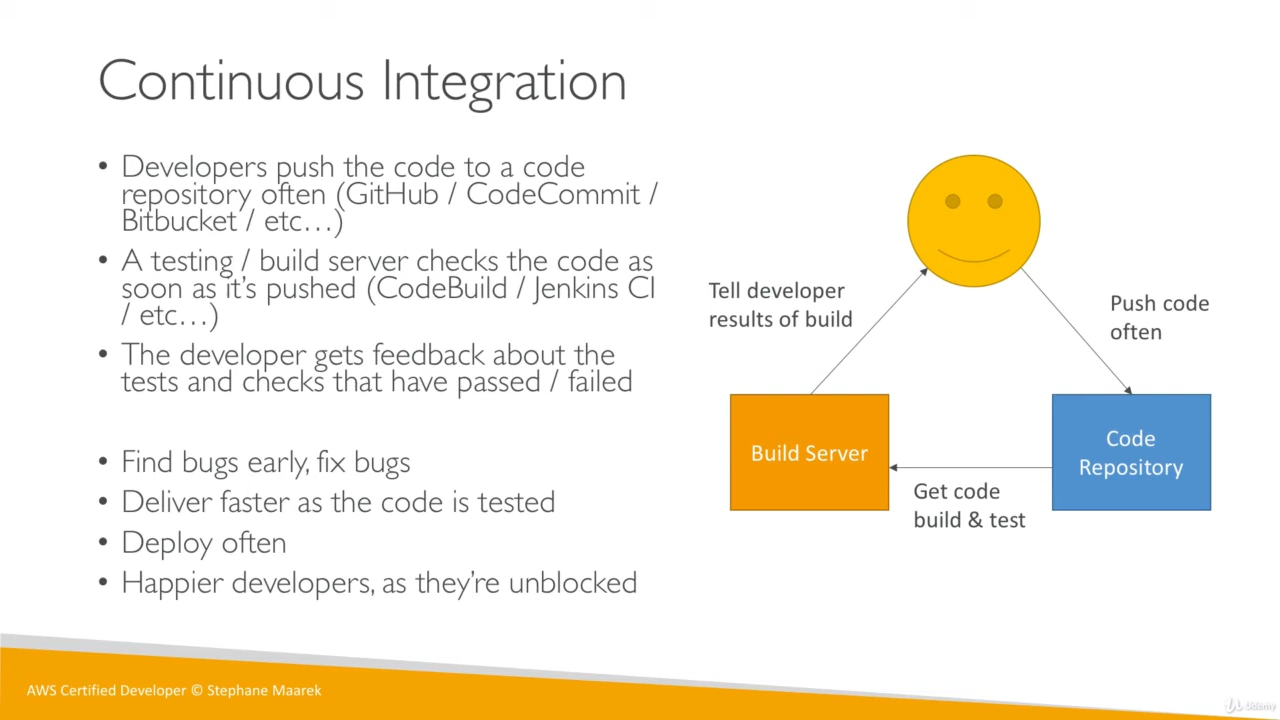 Continuous Integration
• Developers push the code to a code
repository often (GitHub / CodeCommit /
Bitbucket / etc…)
• A testing / build server checks the code as
soon as it's pushed (CodeBuild / Jenkins CI
/ etc…)
• The developer gets feedback about the
tests and checks that have passed / failed
• Find bugs early, fix bugs
• Deliver faster as the code is tested
• Deploy often
• Happier developers, as they're unblocked
Tell developer
results of build
Push code
often
Build Server
Code
Repository
Get code
build & test
AWS Certified Developer © Stephane Maarek
Udemy